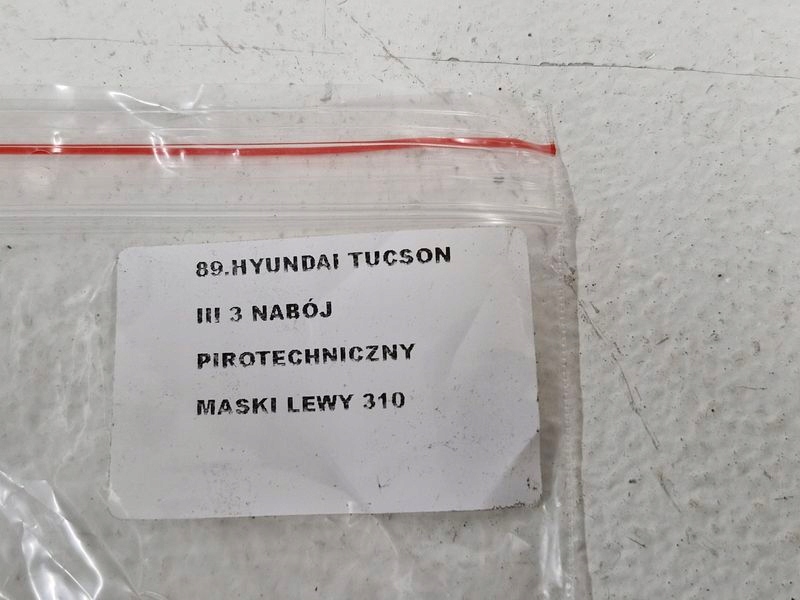 89.HYUNDAI TUCSON
III 3 NABÓJ
PIROTECHNICZNY
MASKI LEWY 310